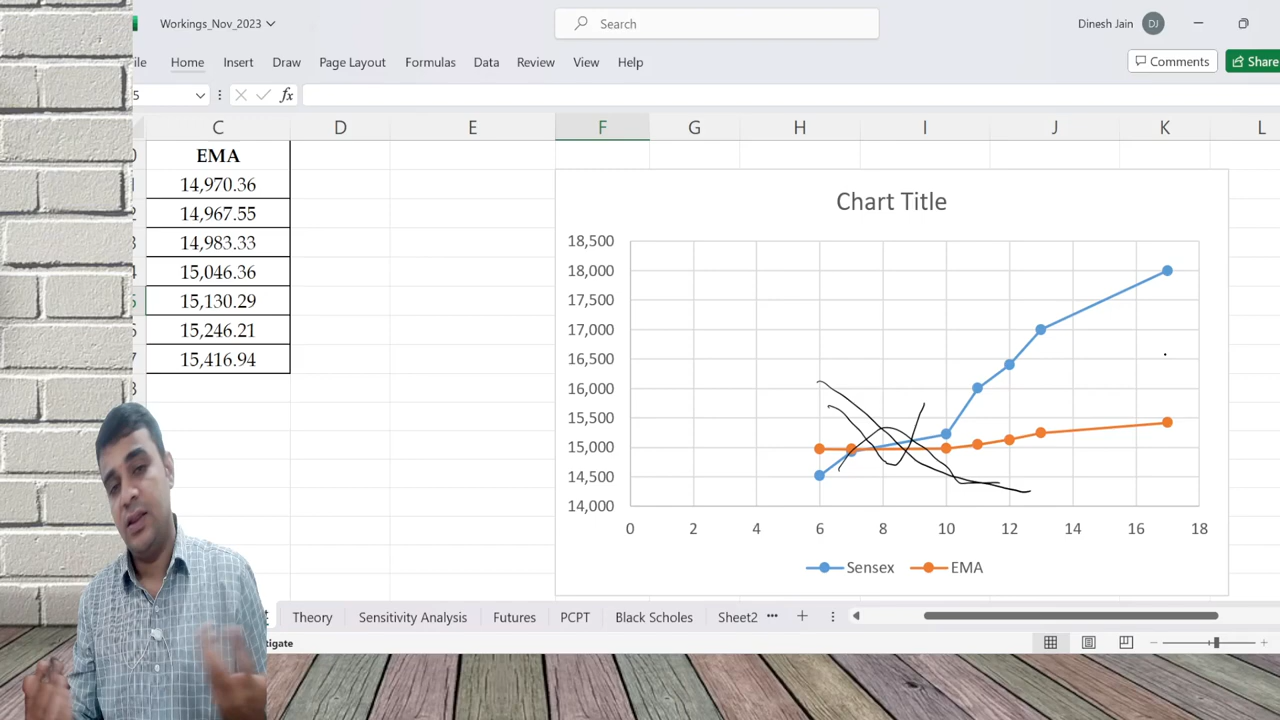 Workings_Nov_2023
Search
Dinesh Jain DJ
Home Insert Draw Page Layout Formulas Data Review View Help
Comments Share
5 fx
C D E F G H I J K L
EMA
14,970.36
14,967.55
14,983.33
15,046.36
15,130.29
15,246.21
15,416.94
Chart Title
18,500
18,000
17,500
17,000
16,500
16,000
15,500
15,000
14,500
14,000
0 2 4 6 8 10 12 14 16 18
Sensex EMA
Theory Sensitivity Analysis Futures PCPT Black Scholes Sheet2